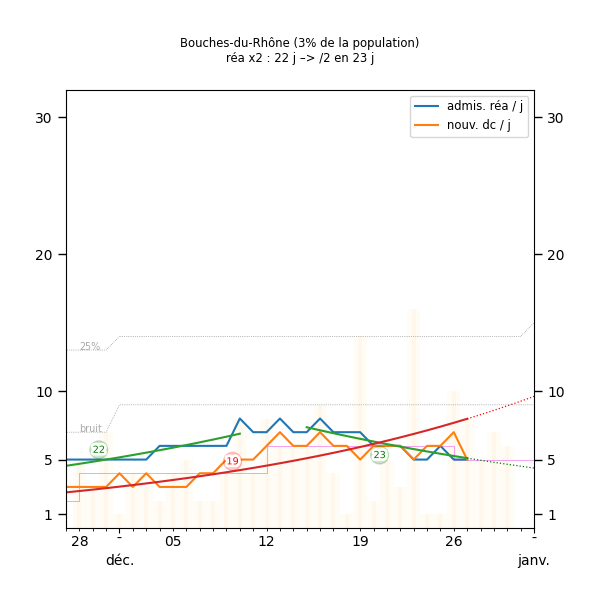 Bouches-du-Rhône (3% de la population)
réa x2 : 22 j –> /2 en 23 j
admis. réa / j
nouv. dc / j
30 30
20 20
25%
10 10
bruit
22
19
23
5 5
1 1
28 - 05 12 19 26 -
déc. janv.